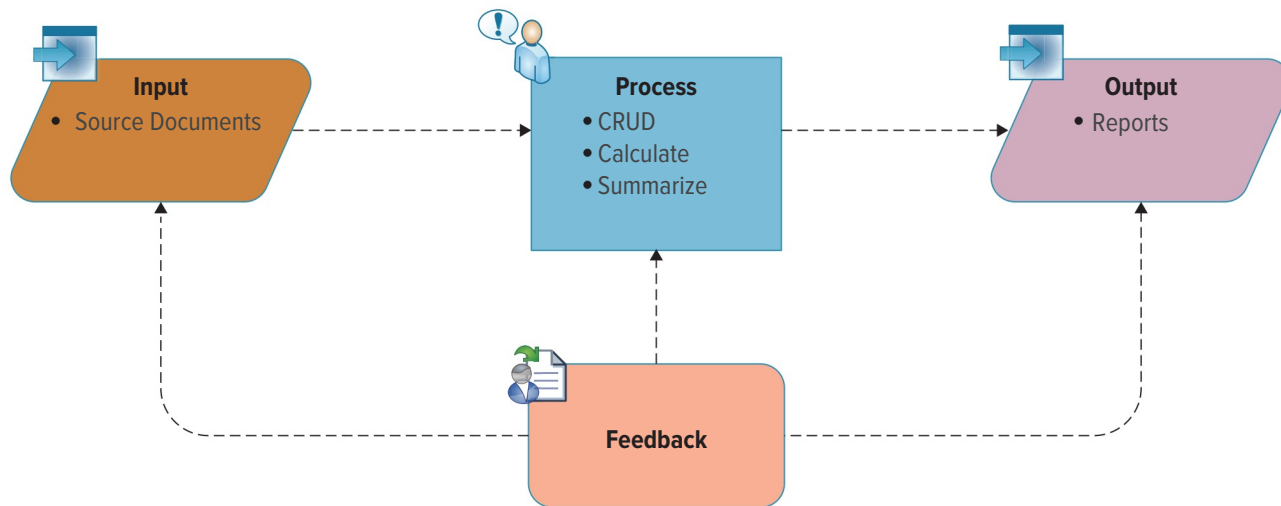 Input
• Source Documents
Process
• CRUD
• Calculate
• Summarize
Output
• Reports
Feedback